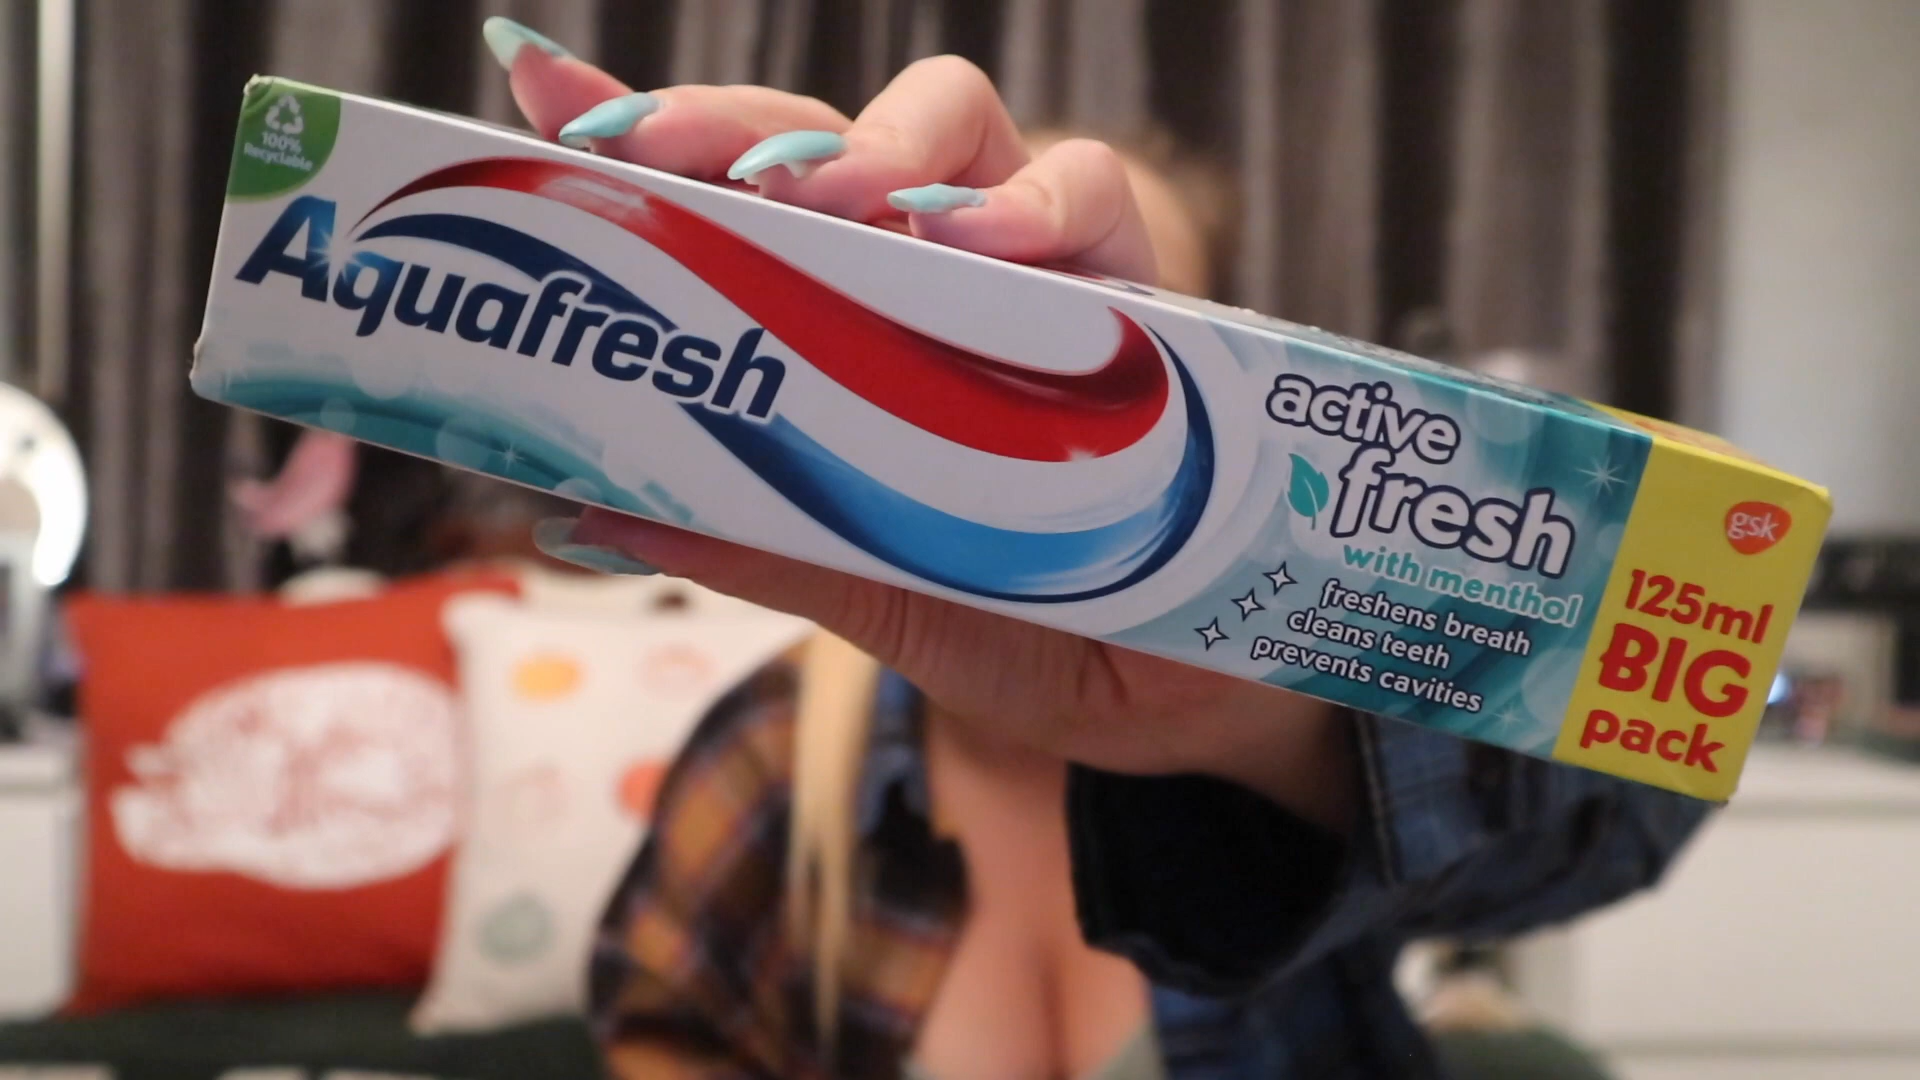 100%
Recyclable
Aquafresh
active
fresh
with menthol
freshens breath
cleans teeth
prevents cavities
gsk
125ml
BIG
pack